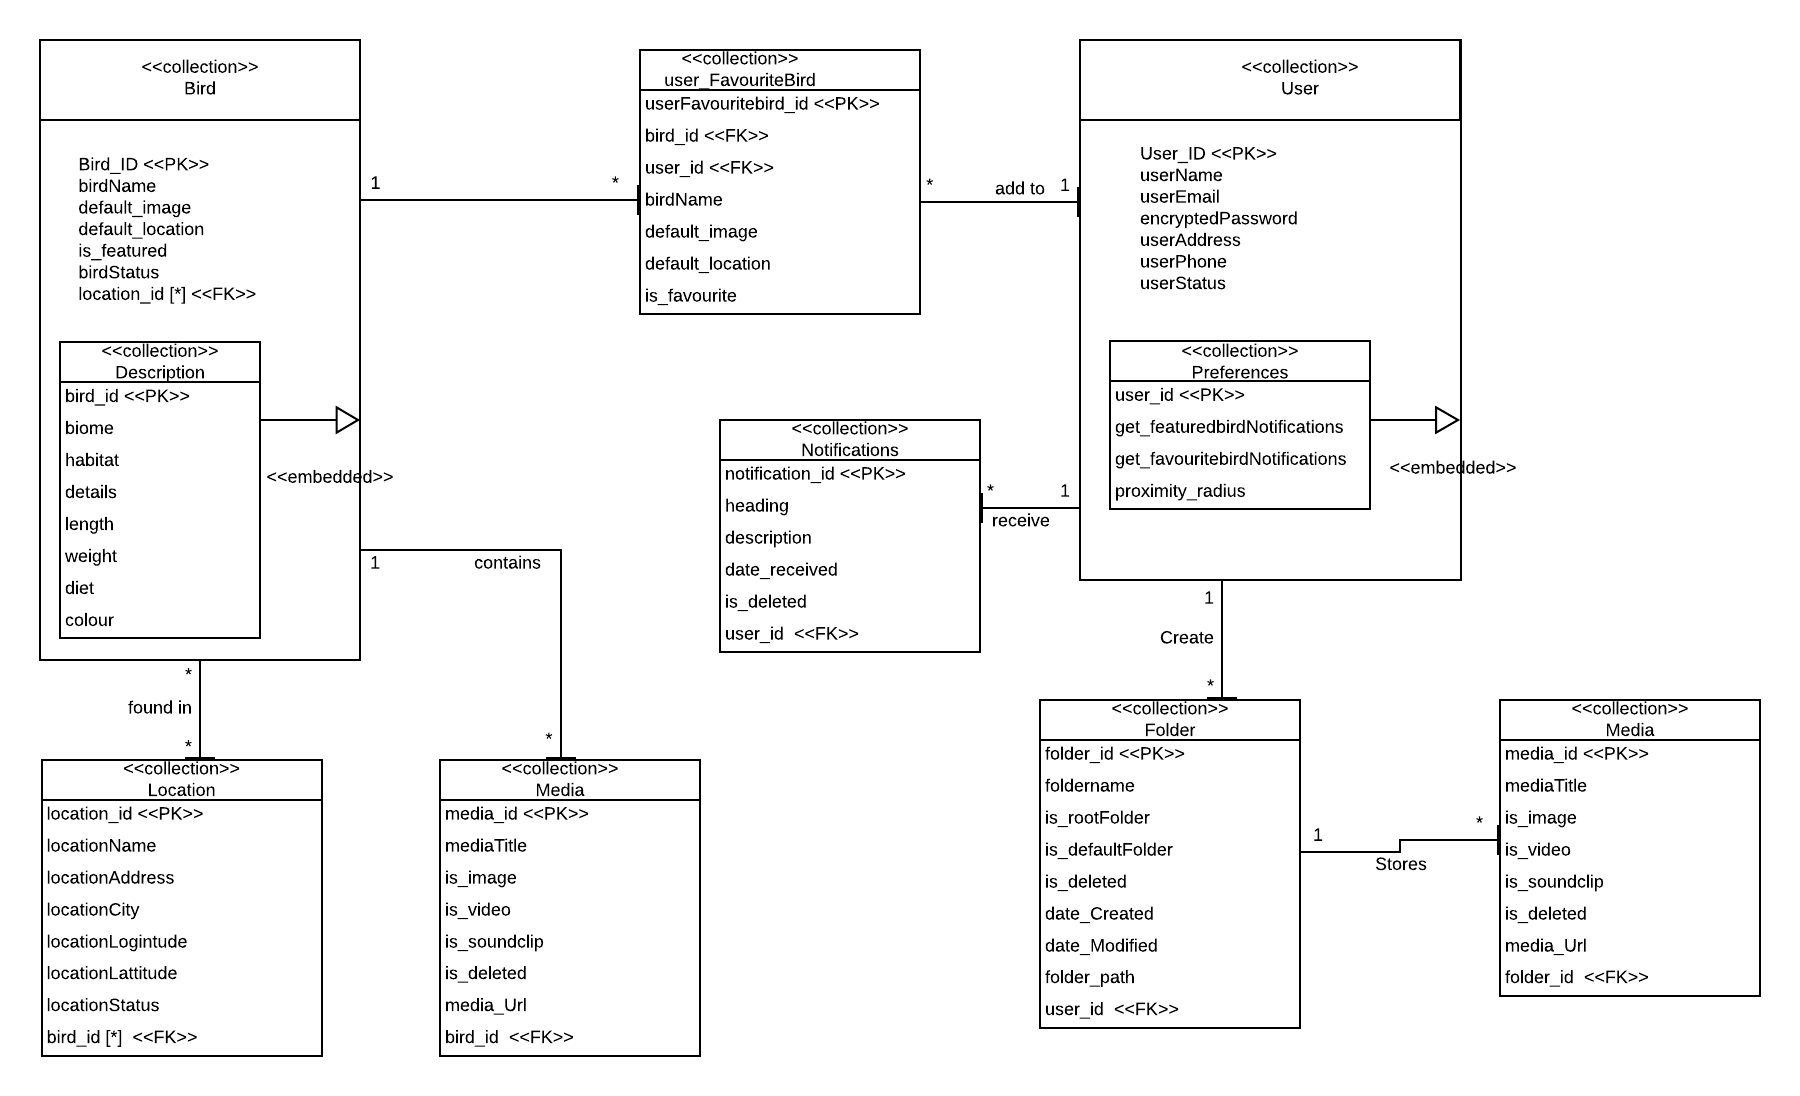 <<collection>>
Bird
Bird_ID <<PK>>
birdName
default_image
default_location
is_featured
birdStatus
location_id [*] <<FK>>
<<collection>>
Description
bird_id <<PK>>
biome
habitat
details
length
weight
diet
colour
<<embedded>>
1
*
<<collection>>
user_FavouriteBird
userFavouritebird_id <<PK>>
bird_id <<FK>>
user_id <<FK>>
birdName
default_image
default_location
is_favourite
*
add to
1
<<collection>>
User
User_ID <<PK>>
userName
userEmail
encryptedPassword
userAddress
userPhone
userStatus
<<collection>>
Preferences
user_id <<PK>>
get_featuredbirdNotifications
get_favouritebirdNotifications
proximity_radius
<<embedded>>
<<collection>>
Notifications
notification_id <<PK>>
heading
description
date_received
is_deleted
user_id <<FK>>
*
1
receive
1
contains
*
*
found in
*
<<collection>>
Location
location_id <<PK>>
locationName
locationAddress
locationCity
locationLogintude
locationLattitude
locationStatus
bird_id [*] <<FK>>
<<collection>>
Media
media_id <<PK>>
mediaTitle
is_image
is_video
is_soundclip
is_deleted
media_Url
bird_id <<FK>>
1
Create
*
<<collection>>
Folder
folder_id <<PK>>
foldername
is_rootFolder
is_defaultFolder
is_deleted
date_Created
date_Modified
folder_path
user_id <<FK>>
1
*
Stores
<<collection>>
Media
media_id <<PK>>
mediaTitle
is_image
is_video
is_soundclip
is_deleted
media_Url
folder_id <<FK>>